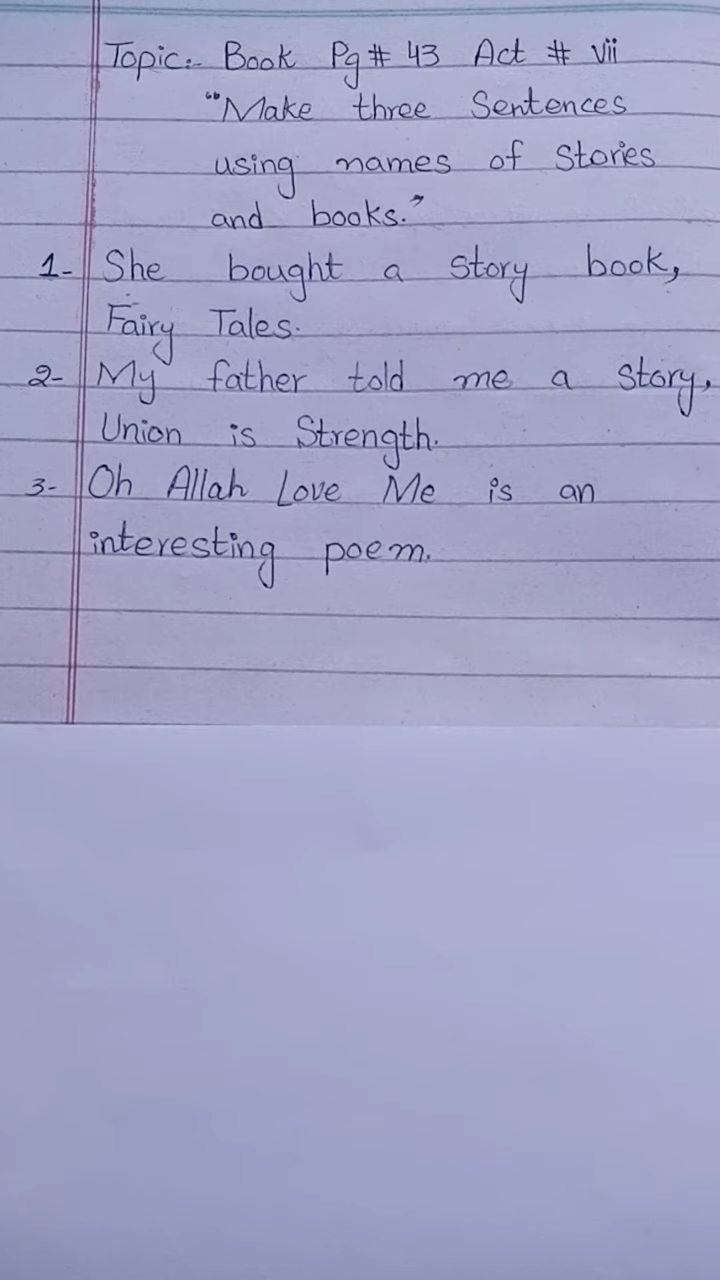 Topic:- Book Pg # 43 Act # vii
"Make three Sentences
using names of stories
and books."
1- She bought a story book,
Fairy Tales.
2- My father told me a story,
Union is Strength.
3- Oh Allah Love Me is an
interesting poem.